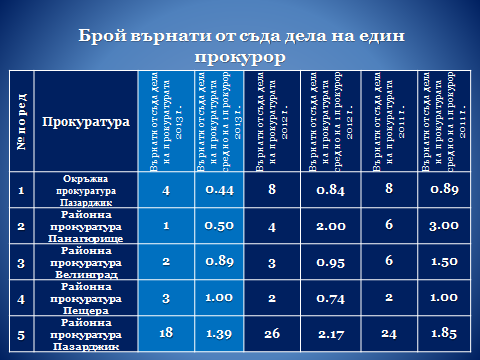 Брой върнати от съда дела на един
прокурор
№ по ред
Прокуратура
Върнати от съда дела
на прокуратурата
2013 г.
Върнати от съда дела
на прокуратурата
средно на 1 прокурор
2013 г.
Върнати от съда дела
на прокуратурата
2012 г.
Върнати от съда дела
на прокуратурата
средно на 1 прокурор
2012 г.
Върнати от съда дела
на прокуратурата
2011 г.
Върнати от съда дела
на прокуратурата
средно на 1 прокурор
2011 г.
1
Окръжна
прокуратура
Пазарджик
4
0.44
8
0.84
8
0.89
2
Районна
прокуратура
Панагюрище
1
0.50
4
2.00
6
3.00
3
Районна
прокуратура
Велинград
2
0.89
3
0.95
6
1.50
4
Районна
прокуратура
Пещера
3
1.00
2
0.74
2
1.00
5
Районна
прокуратура
Пазарджик
18
1.39
26
2.17
24
1.85